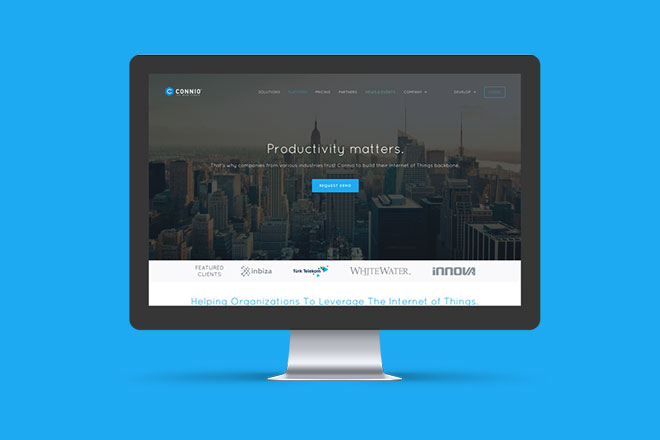 CONNIO
SOLUTIONS PLATFORM PRICING PARTNERS NEWS & EVENTS COMPANY DEVELOP
Productivity matters.
That's why companies from various industries trust Connio to build their Internet of Things backbone.
REQUEST DEMO
FEATURED
CLIENTS
inbiza
Türk Telekom
WHITEWATER
INNOVA
Helping Organizations To Leverage The Internet of Things.